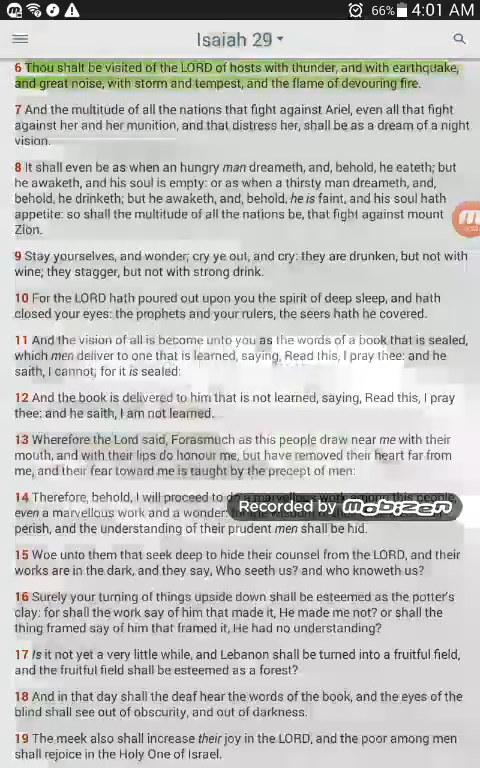 66% 4:01 AM
Isaiah 29
6 Thou shalt be visited of the LORD of hosts with thunder, and with earthquake,
and great noise, with storm and tempest, and the flame of devouring fire.
7 And the multitude of all the nations that fight against Ariel, even all that fight
against her and her munition, and that distress her, shall be as a dream of a night
vision.
8 It shall even be as when an hungry man dreameth, and, behold, he eateth; but
he awaketh, and his soul is empty: or as when a thirsty man dreameth, and,
behold, he drinketh; but he awaketh, and, behold, he is faint, and his soul hath
appetite: so shall the multitude of all the nations be, that fight against mount
Zion.
9 Stay yourselves, and wonder; cry ye out, and cry: they are drunken, but not with
wine; they stagger, but not with strong drink.
10 For the LORD hath poured out upon you the spirit of deep sleep, and hath
closed your eyes: the prophets and your rulers, the seers hath he covered.
11 And the vision of all is become unto you as the words of a book that is sealed,
which men deliver to one that is learned, saying, Read this, I pray thee: and he
saith, I cannot; for it is sealed:
12 And the book is delivered to him that is not learned, saying, Read this, I pray
thee: and he saith, I am not learned.
13 Wherefore the Lord said, Forasmuch as this people draw near me with their
mouth, and with their lips do honour me, but have removed their heart far from
me, and their fear toward me is taught by the precept of men:
14 Therefore, behold, I will proceed to do a marvellous work among this people,
even a marvellous work and a wonder:
Recorded by mobizen
perish, and the understanding of their prudent men shall be hid.
15 Woe unto them that seek deep to hide their counsel from the LORD, and their
works are in the dark, and they say, Who seeth us? and who knoweth us?
16 Surely your turning of things upside down shall be esteemed as the potter's
clay: for shall the work say of him that made it, He made me not? or shall the
thing framed say of him that framed it, He had no understanding?
17 Is it not yet a very little while, and Lebanon shall be turned into a fruitful field,
and the fruitful field shall be esteemed as a forest?
18 And in that day shall the deaf hear the words of the book, and the eyes of the
blind shall see out of obscurity, and out of darkness.
19 The meek also shall increase their joy in the LORD, and the poor among men
shall rejoice in the Holy One of Israel.